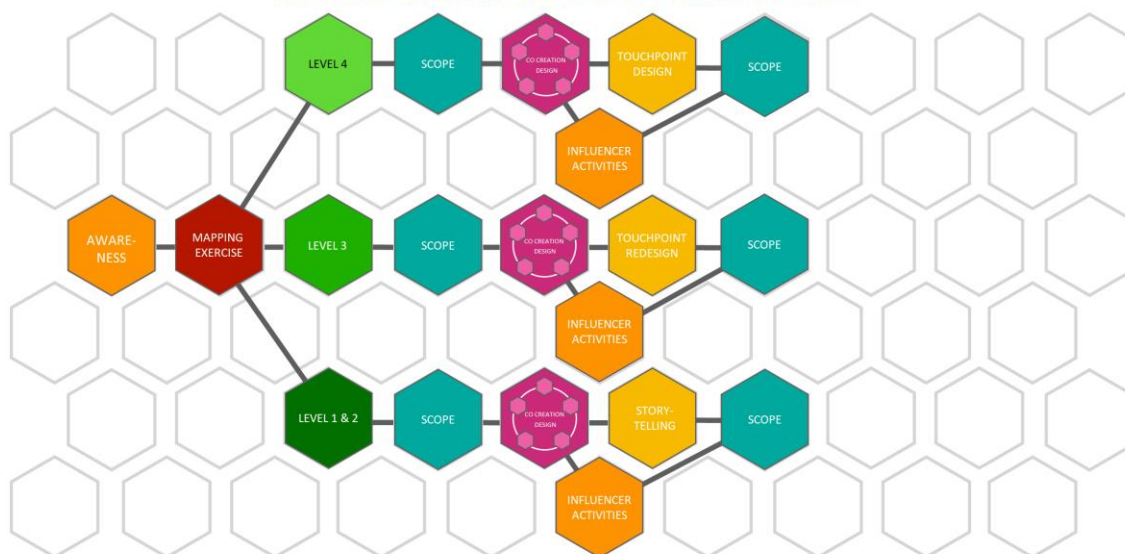 LEVEL 4
SCOPE
CO CREATION
DESIGN
TOUCHPOINT
DESIGN
SCOPE
INFLUENCER
ACTIVITIES
AWARE-
NESS
MAPPING
EXERCISE
LEVEL 3
SCOPE
CO CREATION
DESIGN
TOUCHPOINT
REDESIGN
SCOPE
INFLUENCER
ACTIVITIES
LEVEL 1 & 2
SCOPE
CO CREATION
DESIGN
STORY-
TELLING
SCOPE
INFLUENCER
ACTIVITIES